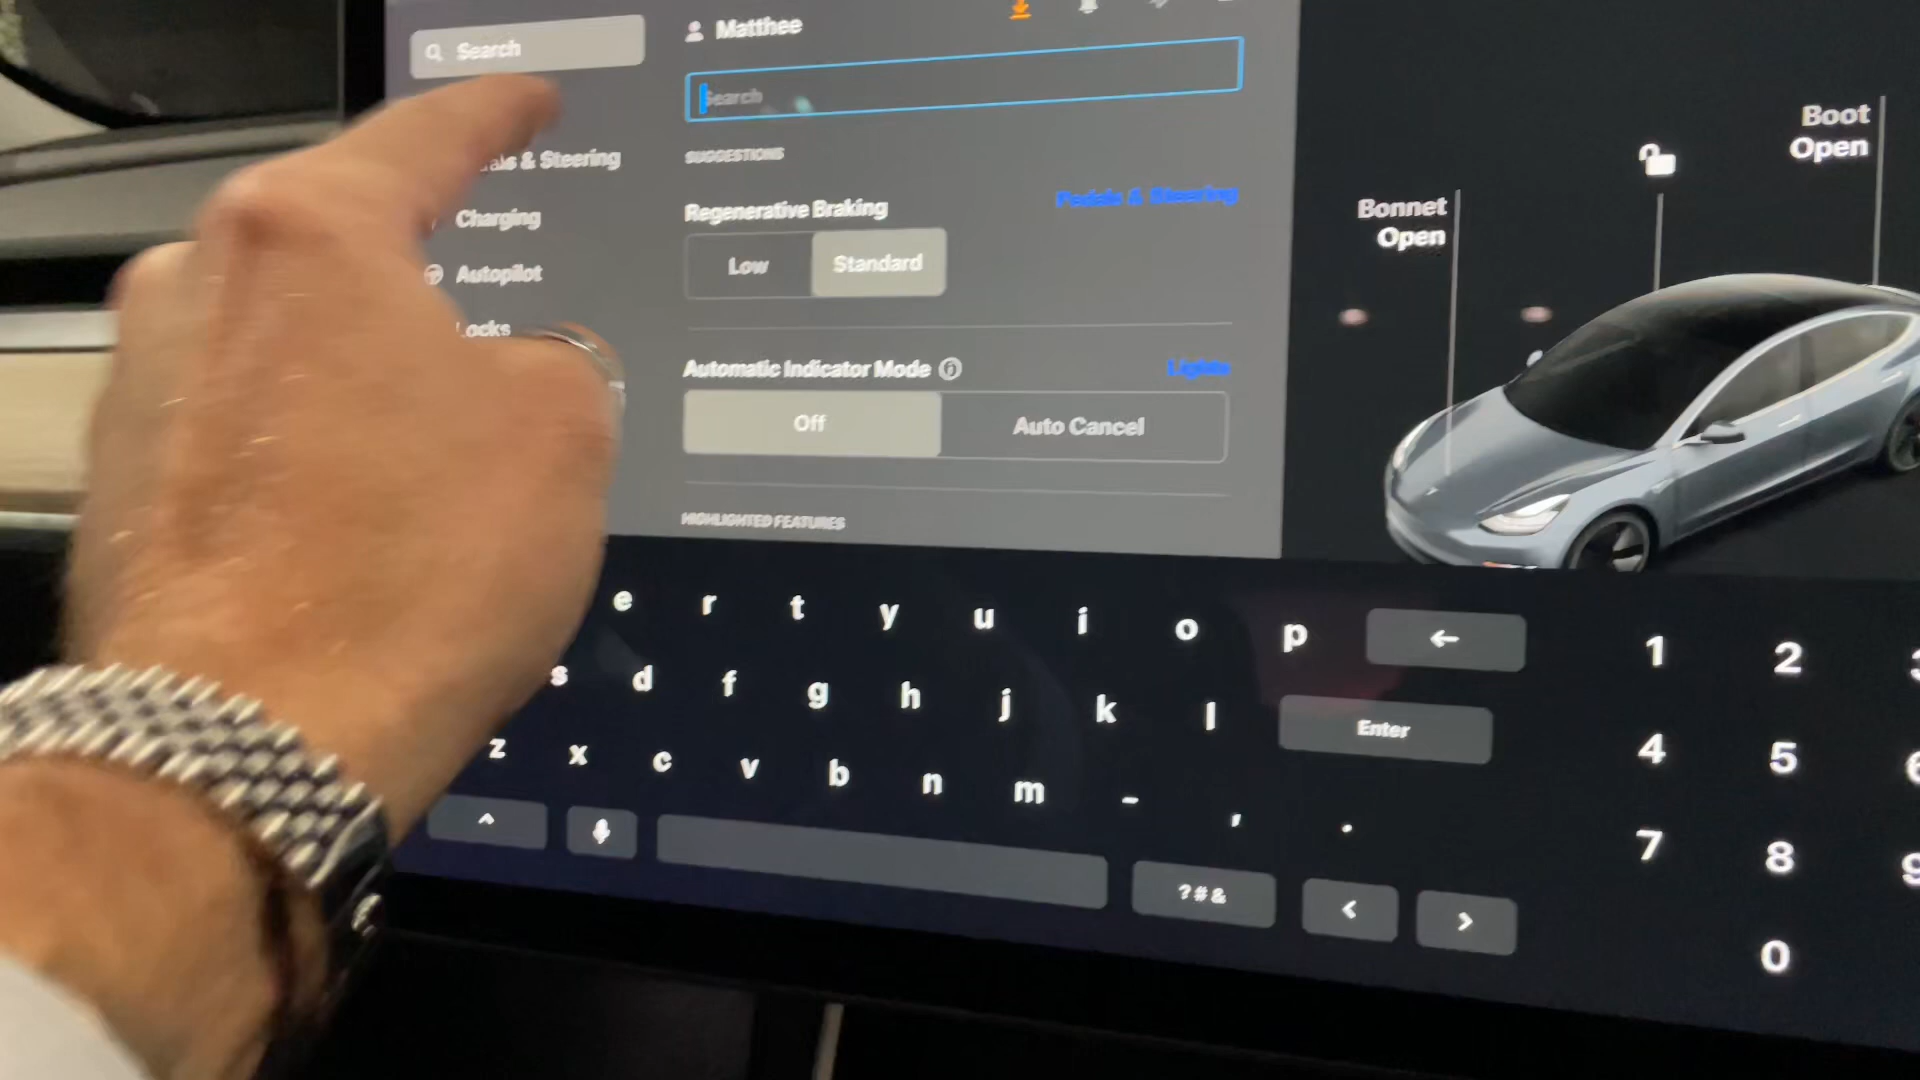 Search
Matthee
Search
SUGGESTIONS
& Steering
Charging
Autopilot
Locks
Regenerative Braking
Pedals & Steering
Low
Standard
Automatic Indicator Mode
Lights
Off
Auto Cancel
HIGHLIGHTED FEATURES
Boot
Open
Bonnet
Open
e r t y u i o p ← 1 2
s d f g h j k l Enter 4 5
z x c v b n m - , . 7 8
^ ?#& < > 0